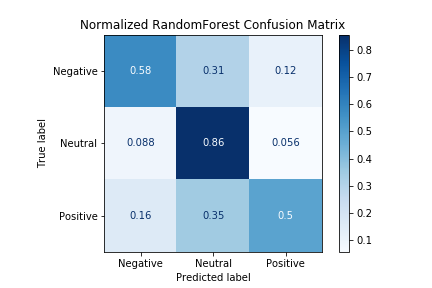 Normalized RandomForest Confusion Matrix
Negative 0.58 0.31 0.12
Neutral 0.088 0.86 0.056
Positive 0.16 0.35 0.5
Negative Neutral Positive
Predicted label
True label
0.8
0.7
0.6
0.5
0.4
0.3
0.2
0.1